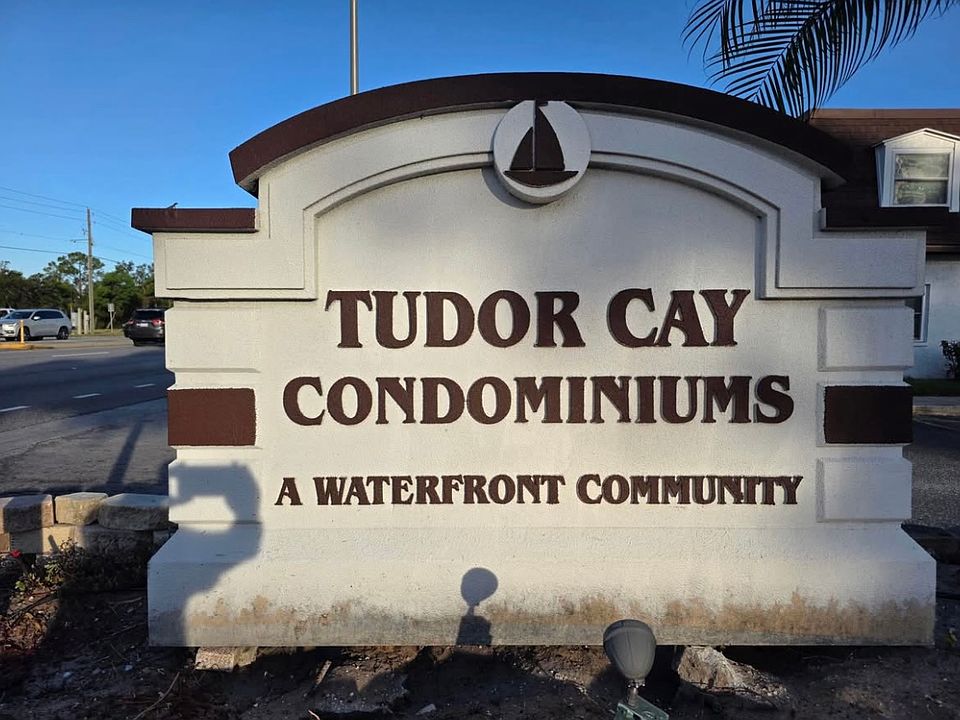 TUDOR CAY
CONDOMINIUMS
A WATERFRONT COMMUNITY